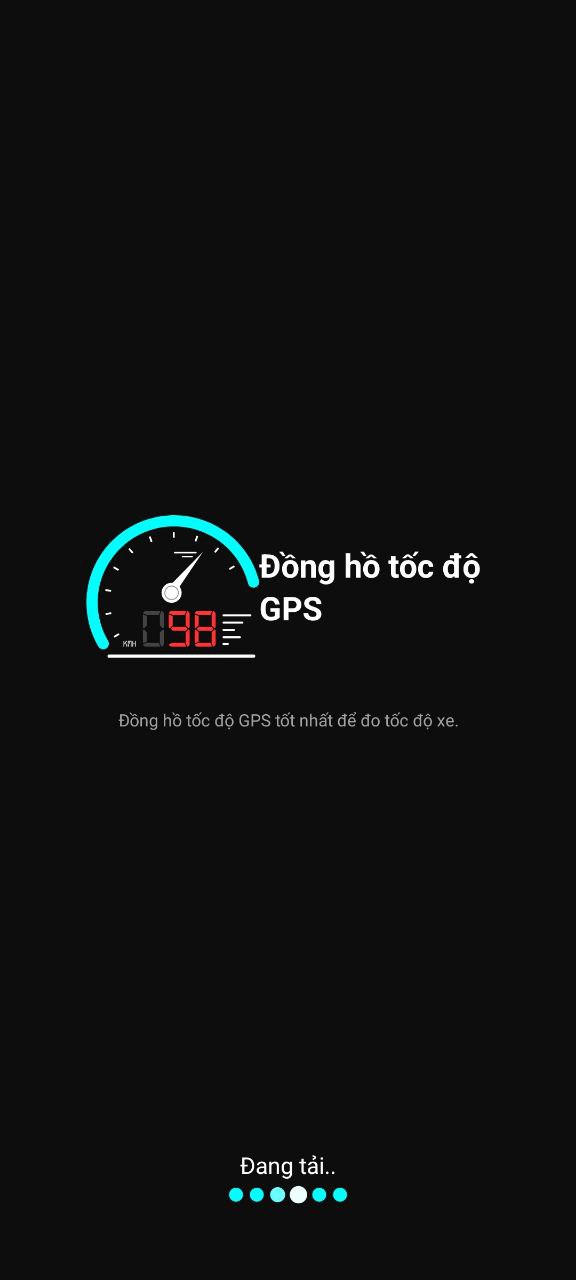 Đồng hồ tốc độ
GPS
KMH 098
Đồng hồ tốc độ GPS tốt nhất để đo tốc độ xe.
Đang tải..